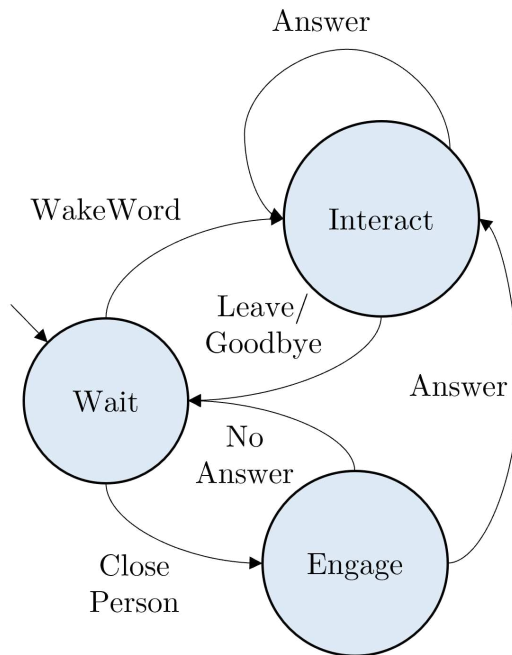 Answer
WakeWord
Interact
Leave/
Goodbye
Wait
Answer
No
Answer
Close
Person
Engage